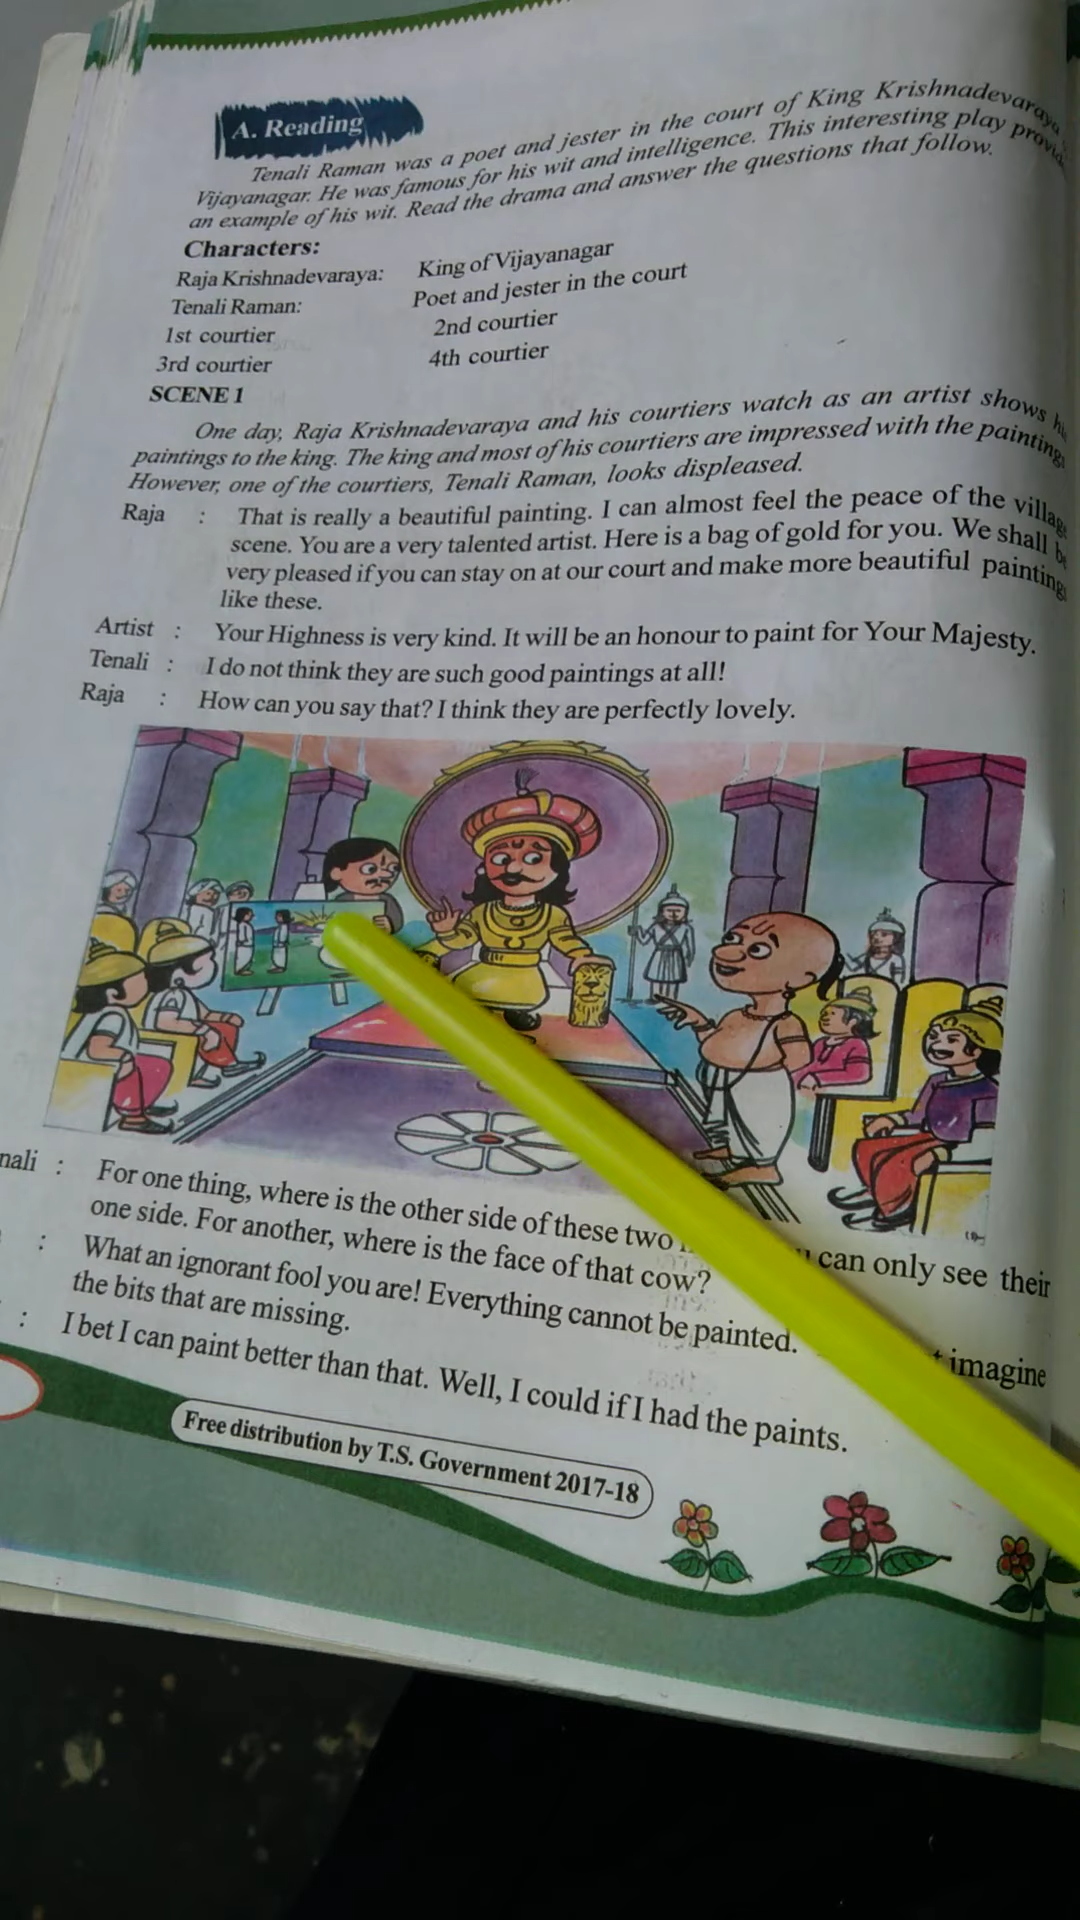 A. Reading
Tenali Raman was a poet and jester in the court of King Krishnadevaraya
Vijayanagar. He was famous for his wit and intelligence. This interesting play
an example of his wit. Read the drama and answer the questions that follow.
Characters:
Raja Krishnadevaraya: King of Vijayanagar
Tenali Raman: Poet and jester in the court
1st courtier 2nd courtier
3rd courtier 4th courtier
SCENE 1
One day, Raja Krishnadevaraya and his courtiers watch as an artist shows
paintings to the king. The king and most of his courtiers are impressed with the
However, one of the courtiers, Tenali Raman, looks displeased.
Raja : That is really a beautiful painting. I can almost feel the peace of the
scene. You are a very talented artist. Here is a bag of gold for you. We shall
very pleased if you can stay on at our court and make more beautiful
like these.
Artist : Your Highness is very kind. It will be an honour to paint for Your Majesty.
Tenali : I do not think they are such good paintings at all!
Raja : How can you say that? I think they are perfectly lovely.
: For one thing, where is the other side of these two can only see their
one side. For another, where is the face of that cow?
: What an ignorant fool you are! Everything cannot be painted. imagine
the bits that are missing.
: I bet I can paint better than that. Well, I could if I had the paints.
Free distribution by T.S. Government 2017-18